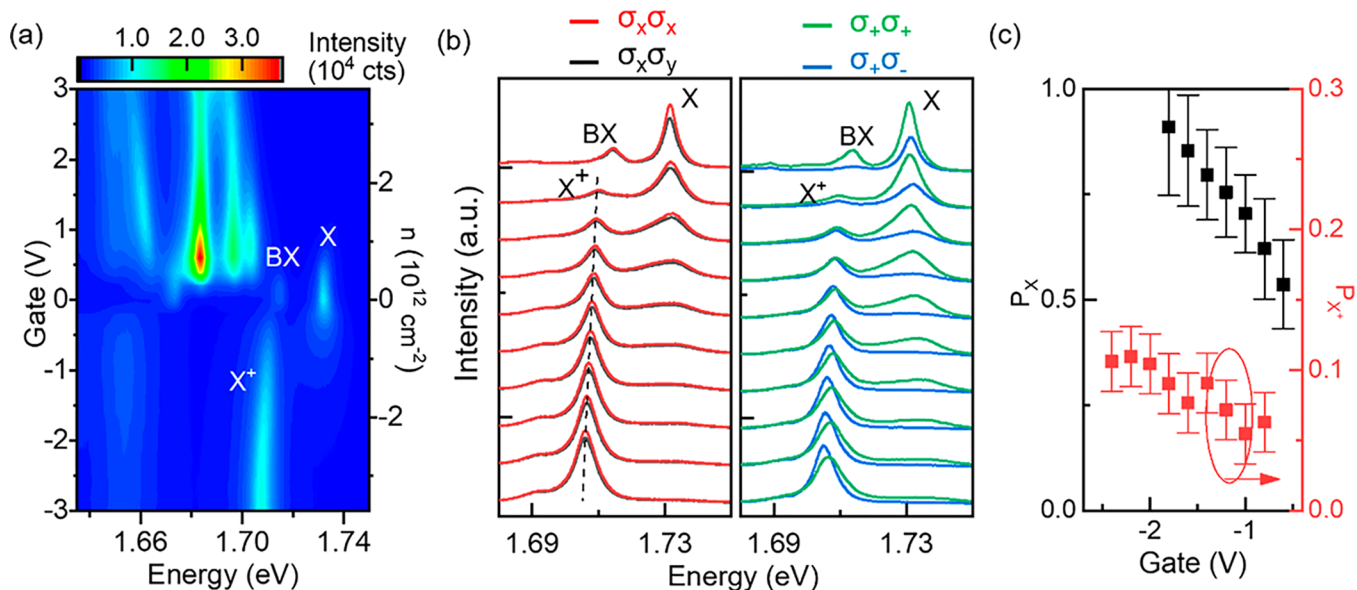 (a)
1.0 2.0 3.0
Intensity
(10⁴ cts)
3
2
1
0
-1
-2
-3
Gate (V)
BX
X
X⁺
2
0
-2
n (10¹² cm⁻²)
1.66 1.70 1.74
Energy (eV)
(b)
σₓσₓ
σₓσᵧ
σ₊σ₊
σ₊σ₋
Intensity (a.u.)
X
BX
X⁺
X
BX
X⁺
1.69 1.73 1.69 1.73
Energy (eV)
(c)
1.0
0.5
0.0
Pₓ
0.3
0.2
0.1
0.0
Pₓ⁺
-2 -1
Gate (V)